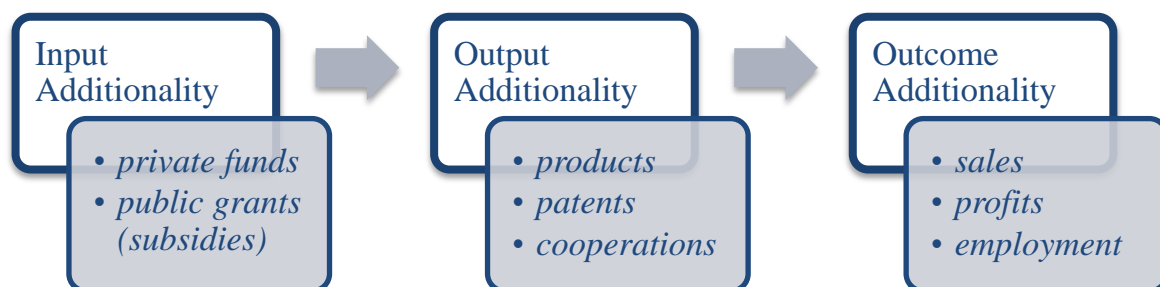 Input
Additionality
• private funds
• public grants
(subsidies)
Output
Additionality
• products
• patents
• cooperations
Outcome
Additionality
• sales
• profits
• employment